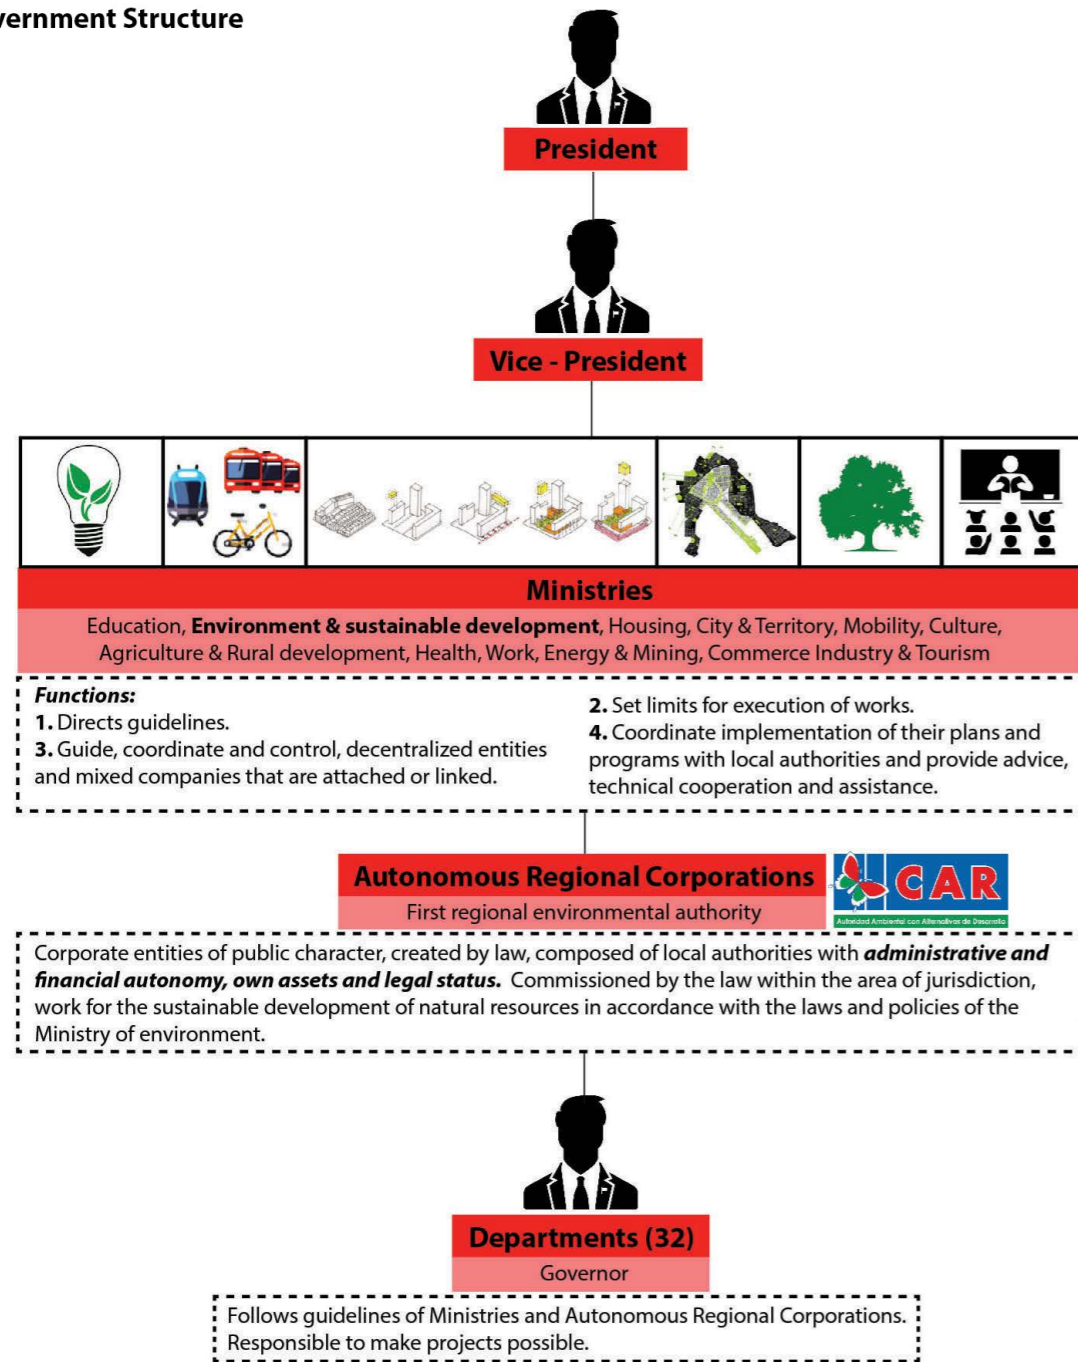 vernment Structure
President
Vice - President
Ministries
Education, Environment & sustainable development, Housing, City & Territory, Mobility, Culture,
Agriculture & Rural development, Health, Work, Energy & Mining, Commerce Industry & Tourism
Functions:
1. Directs guidelines.
2. Set limits for execution of works.
3. Guide, coordinate and control, decentralized entities
and mixed companies that are attached or linked.
4. Coordinate implementation of their plans and
programs with local authorities and provide advice,
technical cooperation and assistance.
Autonomous Regional Corporations
First regional environmental authority
CAR
Autoridad Ambiental con Alternativas de Desarrollo
Corporate entities of public character, created by law, composed of local authorities with administrative and
financial autonomy, own assets and legal status. Commissioned by the law within the area of jurisdiction,
work for the sustainable development of natural resources in accordance with the laws and policies of the
Ministry of environment.
Departments (32)
Governor
Follows guidelines of Ministries and Autonomous Regional Corporations.
Responsible to make projects possible.